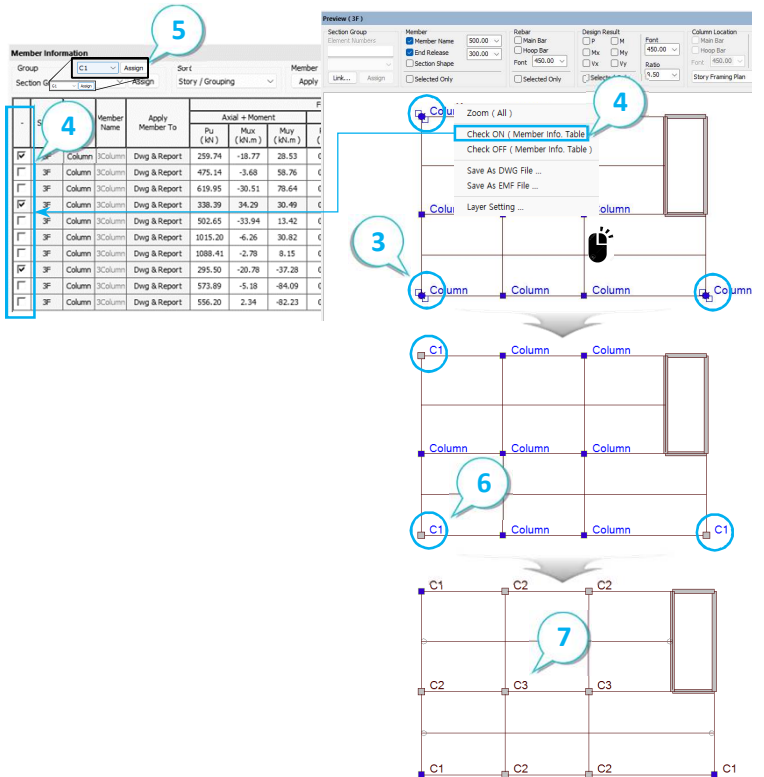 Preview ( 3F )
Section Group
Element Numbers
Link...
Assign
Member
Member Name
500.00
End Release
300.00
Section Shape
Selected Only
Rebar
Main Bar
Hoop Bar
Font 450.00
Selected Only
Design Result
P M
Mx My
Vx Vy
Font
450.00
Ratio
9.50
Column Location
Main Bar
Hoop Bar
Font 450.00
Story Framing Plan
5
Member Information
Group C1 Assign
C1 Assign
Assign
Story / Grouping
Apply
-
Member Name
Apply Member To
Axial + Moment
Pu ( kN )
Mux ( kN.m )
Muy ( kN.m )
4
Column 3Column Dwg & Report 259.74 -18.77 28.53
Column 3Column Dwg & Report 475.14 -3.68 58.76
3F Column 3Column Dwg & Report 619.95 -30.51 78.64
3F Column 3Column Dwg & Report 338.39 34.29 30.49
3F Column 3Column Dwg & Report 502.65 -33.94 13.42
3F Column 3Column Dwg & Report 1015.20 -6.26 30.82
3F Column 3Column Dwg & Report 1088.41 -2.78 8.15
3F Column 3Column Dwg & Report 295.50 -20.78 -37.28
3F Column 3Column Dwg & Report 573.89 -5.18 -84.09
3F Column 3Column Dwg & Report 556.20 2.34 -82.23
4
Zoom ( All )
Check ON ( Member Info. Table )
Check OFF ( Member Info. Table )
Save As DWG File ...
Save As EMF File ...
Layer Setting ...
3
Column Column Column Column
C1 Column Column
Column Column Column
6
C1 Column Column C1
C1 C2 C2
7
C2 C3 C3
C1 C2 C2 C1